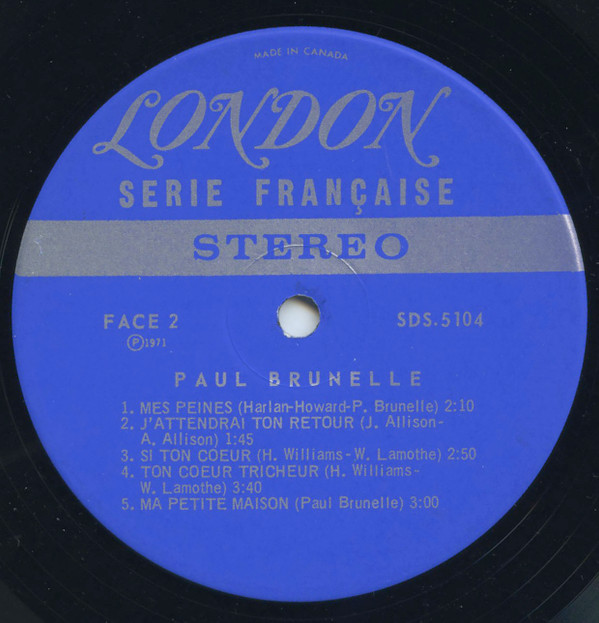 MADE IN CANADA
LONDON
SERIE FRANÇAISE
STEREO
FACE 2
SDS.5104
Ⓟ1971
PAUL BRUNELLE
1. MES PEINES (Harlan-Howard-P. Brunelle) 2:10
2. J'ATTENDRAI TON RETOUR (J. Allison-
A. Allison) 1:45
3. SI TON COEUR (H. Williams-W. Lamothe) 2:50
4. TON COEUR TRICHEUR (H. Williams-
W. Lamothe) 3:40
5. MA PETITE MAISON (Paul Brunelle) 3:00